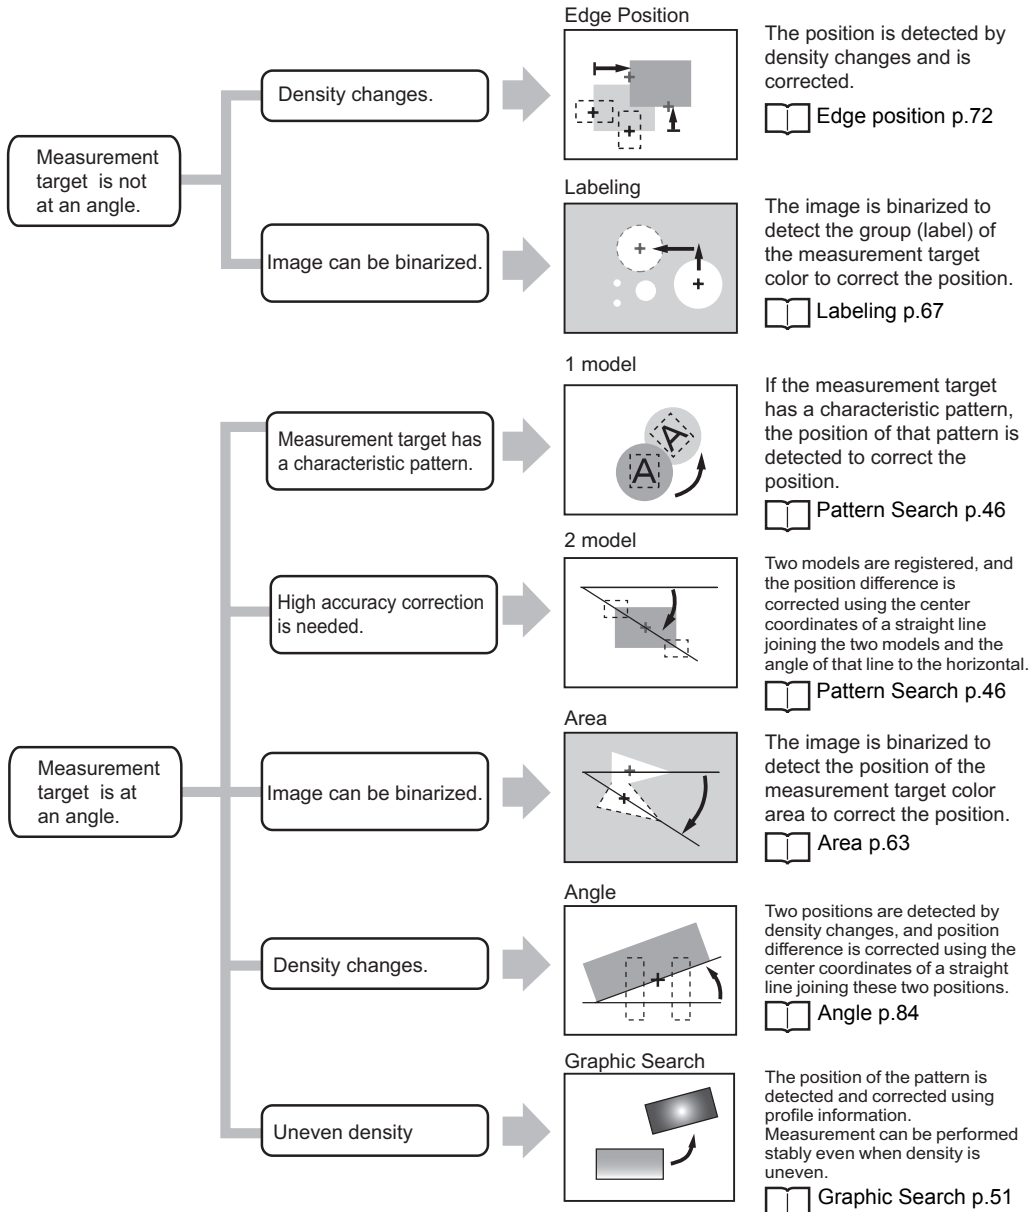 Measurement
target is not
at an angle.
Density changes.
Edge Position
The position is detected by
density changes and is
corrected.
Edge position p.72
Image can be binarized.
Labeling
The image is binarized to
detect the group (label) of
the measurement target
color to correct the position.
Labeling p.67
Measurement
target is at
an angle.
Measurement target has
a characteristic pattern.
1 model
A
A
If the measurement target
has a characteristic pattern,
the position of that pattern is
detected to correct the
position.
Pattern Search p.46
High accuracy correction
is needed.
2 model
Two models are registered, and
the position difference is
corrected using the center
coordinates of a straight line
joining the two models and the
angle of that line to the horizontal.
Pattern Search p.46
Image can be binarized.
Area
The image is binarized to
detect the position of the
measurement target color
area to correct the position.
Area p.63
Density changes.
Angle
Two positions are detected by
density changes, and position
difference is corrected using the
center coordinates of a straight
line joining these two positions.
Angle p.84
Uneven density
Graphic Search
The position of the pattern is
detected and corrected using
profile information.
Measurement can be performed
stably even when density is
uneven.
Graphic Search p.51